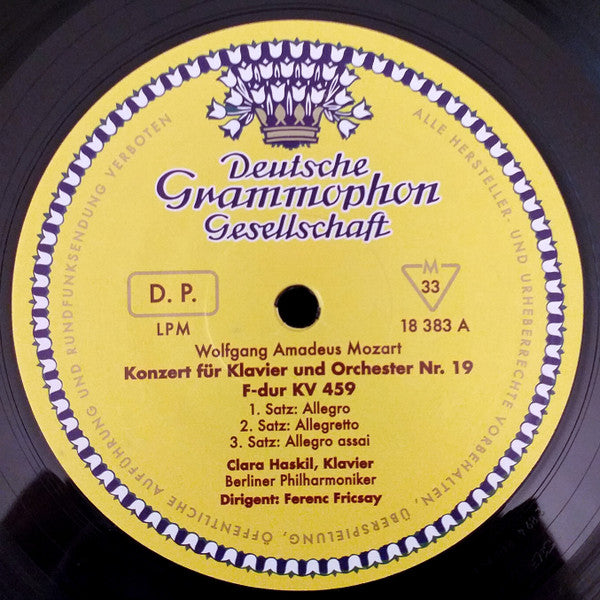 Deutsche
Grammophon
Gesellschaft
D. P.
LPM
M
33
18 383 A
Wolfgang Amadeus Mozart
Konzert für Klavier und Orchester Nr. 19
F-dur KV 459
1. Satz: Allegro
2. Satz: Allegretto
3. Satz: Allegro assai
Clara Haskil, Klavier
Berliner Philharmoniker
Dirigent: Ferenc Fricsay
ALLE HERSTELLER- UND URHEBERRECHTE VORBEHALTEN, ÜBERSPIELUNG, ÖFFENTLICHE AUFFÜHRUNG UND RUNDFUNKSENDUNG VERBOTEN